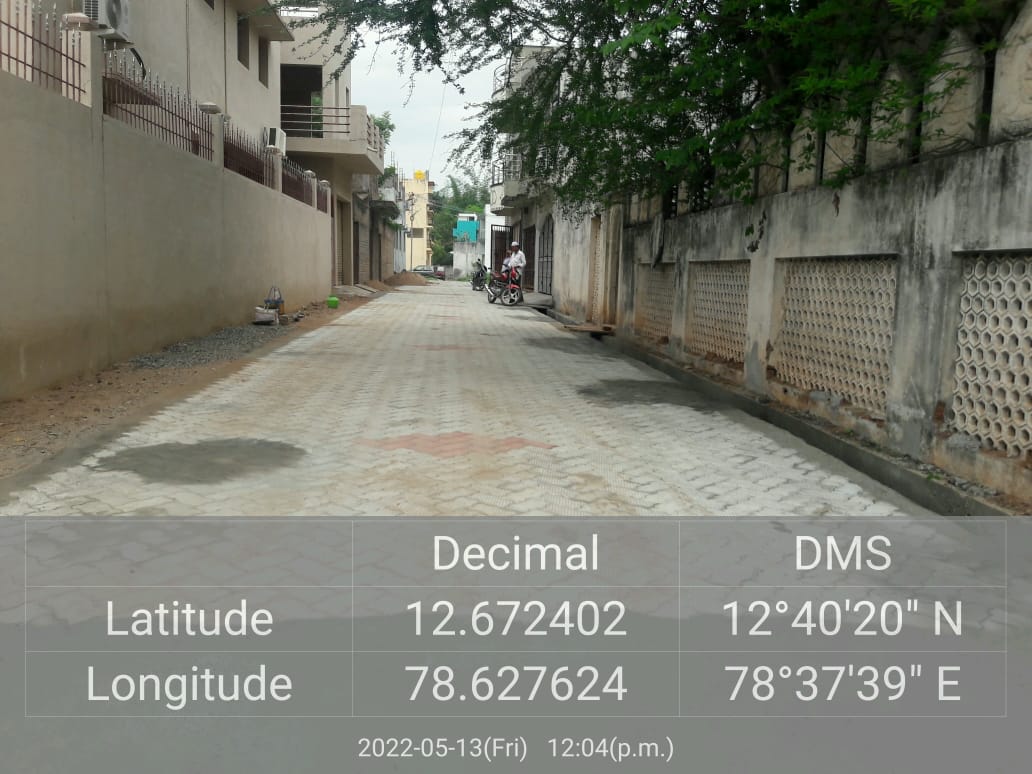 Decimal DMS
Latitude 12.672402 12°40'20" N
Longitude 78.627624 78°37'39" E
2022-05-13(Fri) 12:04(p.m.)